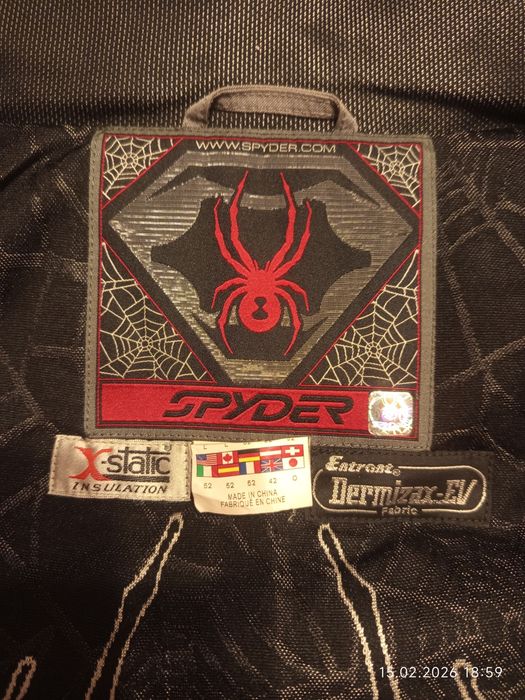 WWW.SPYDER.COM
SPYDER
X-static
INSULATION
L L
52 52 52 42 O
MADE IN CHINA
FABRIQUÉ EN CHINE
Entrant®
Dermizax-EV
Fabric
15.02.2026 18:59